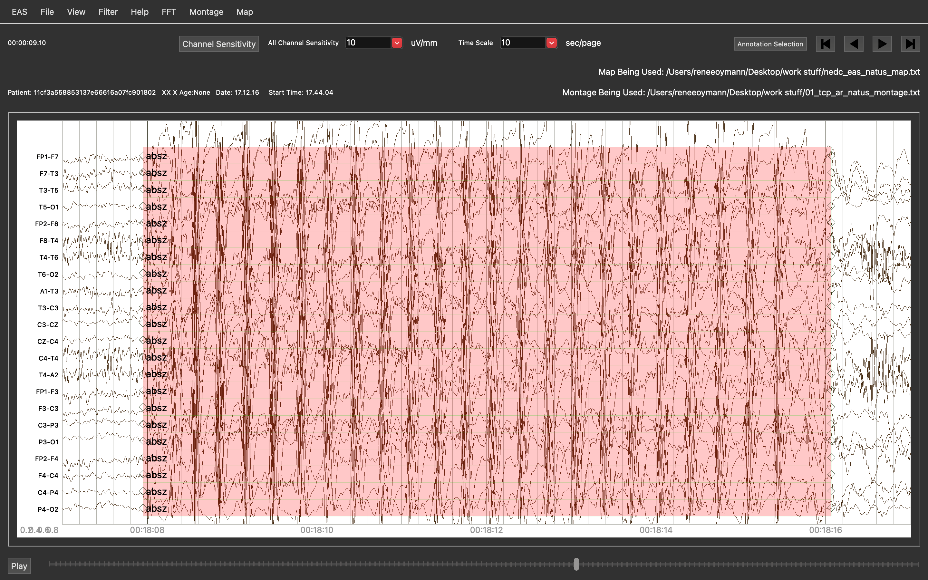 EAS File View Filter Help FFT Montage Map
00:00:09.10 Channel Sensitivity All Channel Sensitivity 10 uV/mm Time Scale 10 sec/page Annotation Selection
Map Being Used: /Users/reneeoymann/Desktop/work stuff/nedc_eas_natus_map.txt
Patient: 11cf3a558853137e66616a07fc901802 XX X Age:None Date: 17.12.16 Start Time: 17.44.04 Montage Being Used: /Users/reneeoymann/Desktop/work stuff/01_tcp_ar_natus_montage.txt
FP1-F7 absz
F7-T3 absz
T3-T5 absz
T5-O1 absz
FP2-F8 absz
F8-T4 absz
T4-T6 absz
T6-O2 absz
A1-T3 absz
T3-C3 absz
C3-CZ absz
CZ-C4 absz
C4-T4 absz
T4-A2 absz
FP1-F3 absz
F3-C3 absz
C3-P3 absz
P3-O1 absz
FP2-F4 absz
F4-C4 absz
C4-P4 absz
P4-O2 absz
00:18:08 00:18:10 00:18:12 00:18:14 00:18:16
Play